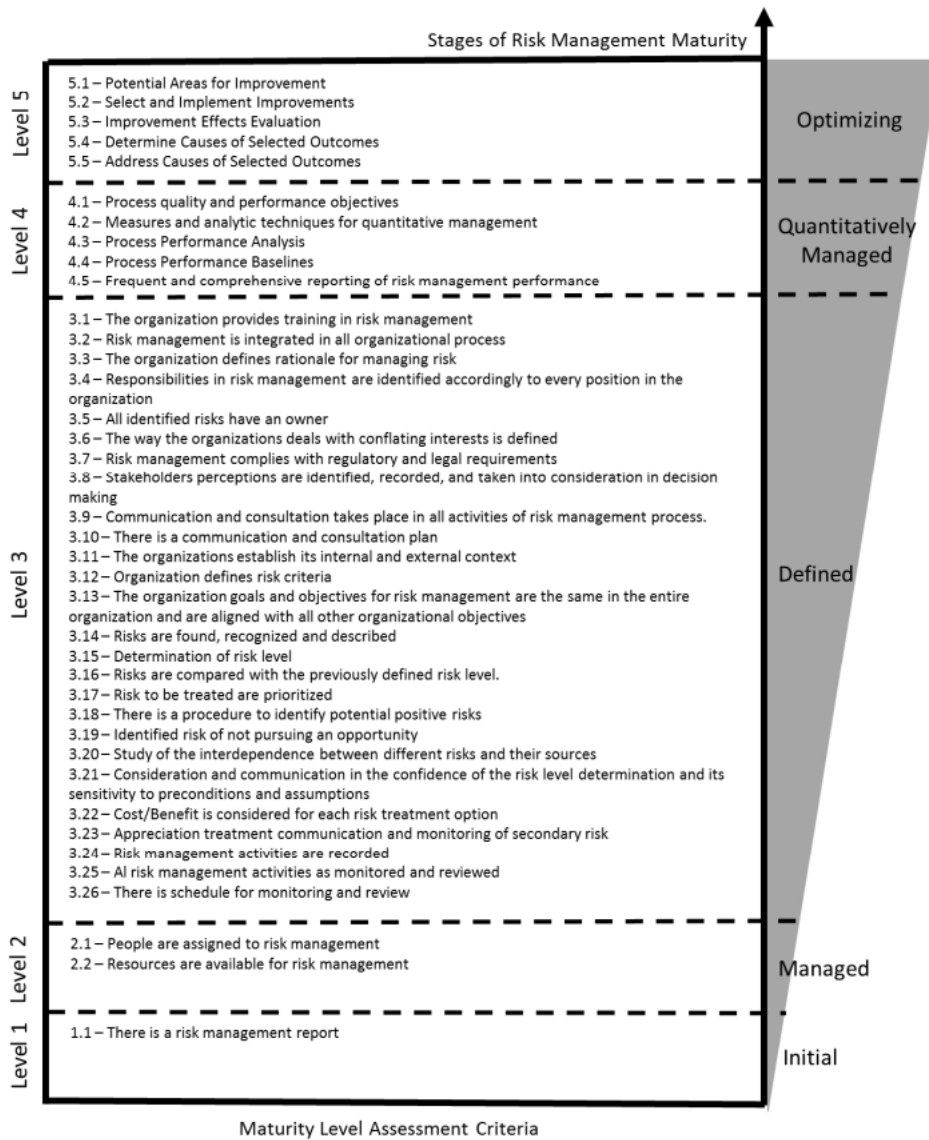 Stages of Risk Management Maturity
Level 5
5.1 – Potential Areas for Improvement
5.2 – Select and Implement Improvements
5.3 – Improvement Effects Evaluation
5.4 – Determine Causes of Selected Outcomes
5.5 – Address Causes of Selected Outcomes
Optimizing
Level 4
4.1 – Process quality and performance objectives
4.2 – Measures and analytic techniques for quantitative management
4.3 – Process Performance Analysis
4.4 – Process Performance Baselines
4.5 – Frequent and comprehensive reporting of risk management performance
Quantitatively
Managed
Level 3
3.1 – The organization provides training in risk management
3.2 – Risk management is integrated in all organizational process
3.3 – The organization defines rationale for managing risk
3.4 – Responsibilities in risk management are identified accordingly to every position in the
organization
3.5 – All identified risks have an owner
3.6 – The way the organizations deals with conflating interests is defined
3.7 – Risk management complies with regulatory and legal requirements
3.8 – Stakeholders perceptions are identified, recorded, and taken into consideration in decision
making
3.9 – Communication and consultation takes place in all activities of risk management process.
3.10 – There is a communication and consultation plan
3.11 – The organizations establish its internal and external context
3.12 – Organization defines risk criteria
3.13 – The organization goals and objectives for risk management are the same in the entire
organization and are aligned with all other organizational objectives
3.14 – Risks are found, recognized and described
3.15 – Determination of risk level
3.16 – Risks are compared with the previously defined risk level.
3.17 – Risk to be treated are prioritized
3.18 – There is a procedure to identify potential positive risks
3.19 – Identified risk of not pursuing an opportunity
3.20 – Study of the interdependence between different risks and their sources
3.21 – Consideration and communication in the confidence of the risk level determination and its
sensitivity to preconditions and assumptions
3.22 – Cost/Benefit is considered for each risk treatment option
3.23 – Appreciation treatment communication and monitoring of secondary risk
3.24 – Risk management activities are recorded
3.25 – Al risk management activities as monitored and reviewed
3.26 – There is schedule for monitoring and review
Defined
Level 2
2.1 – People are assigned to risk management
2.2 – Resources are available for risk management
Managed
Level 1
1.1 – There is a risk management report
Initial
Maturity Level Assessment Criteria